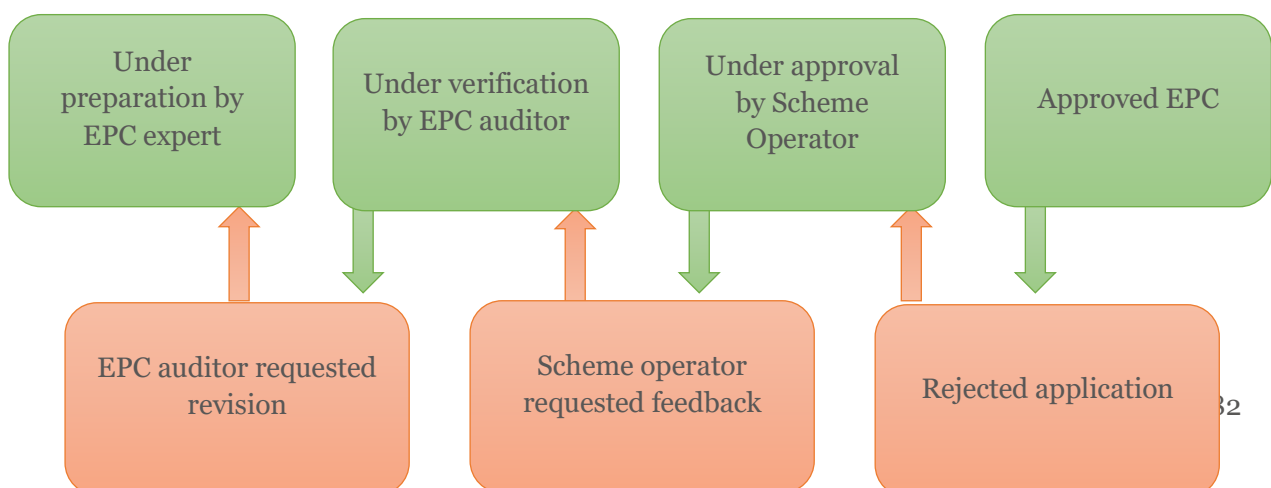 Under
preparation by
EPC expert
Under verification
by EPC auditor
Under approval
by Scheme
Operator
Approved EPC
EPC auditor requested
revision
Scheme operator
requested feedback
Rejected application